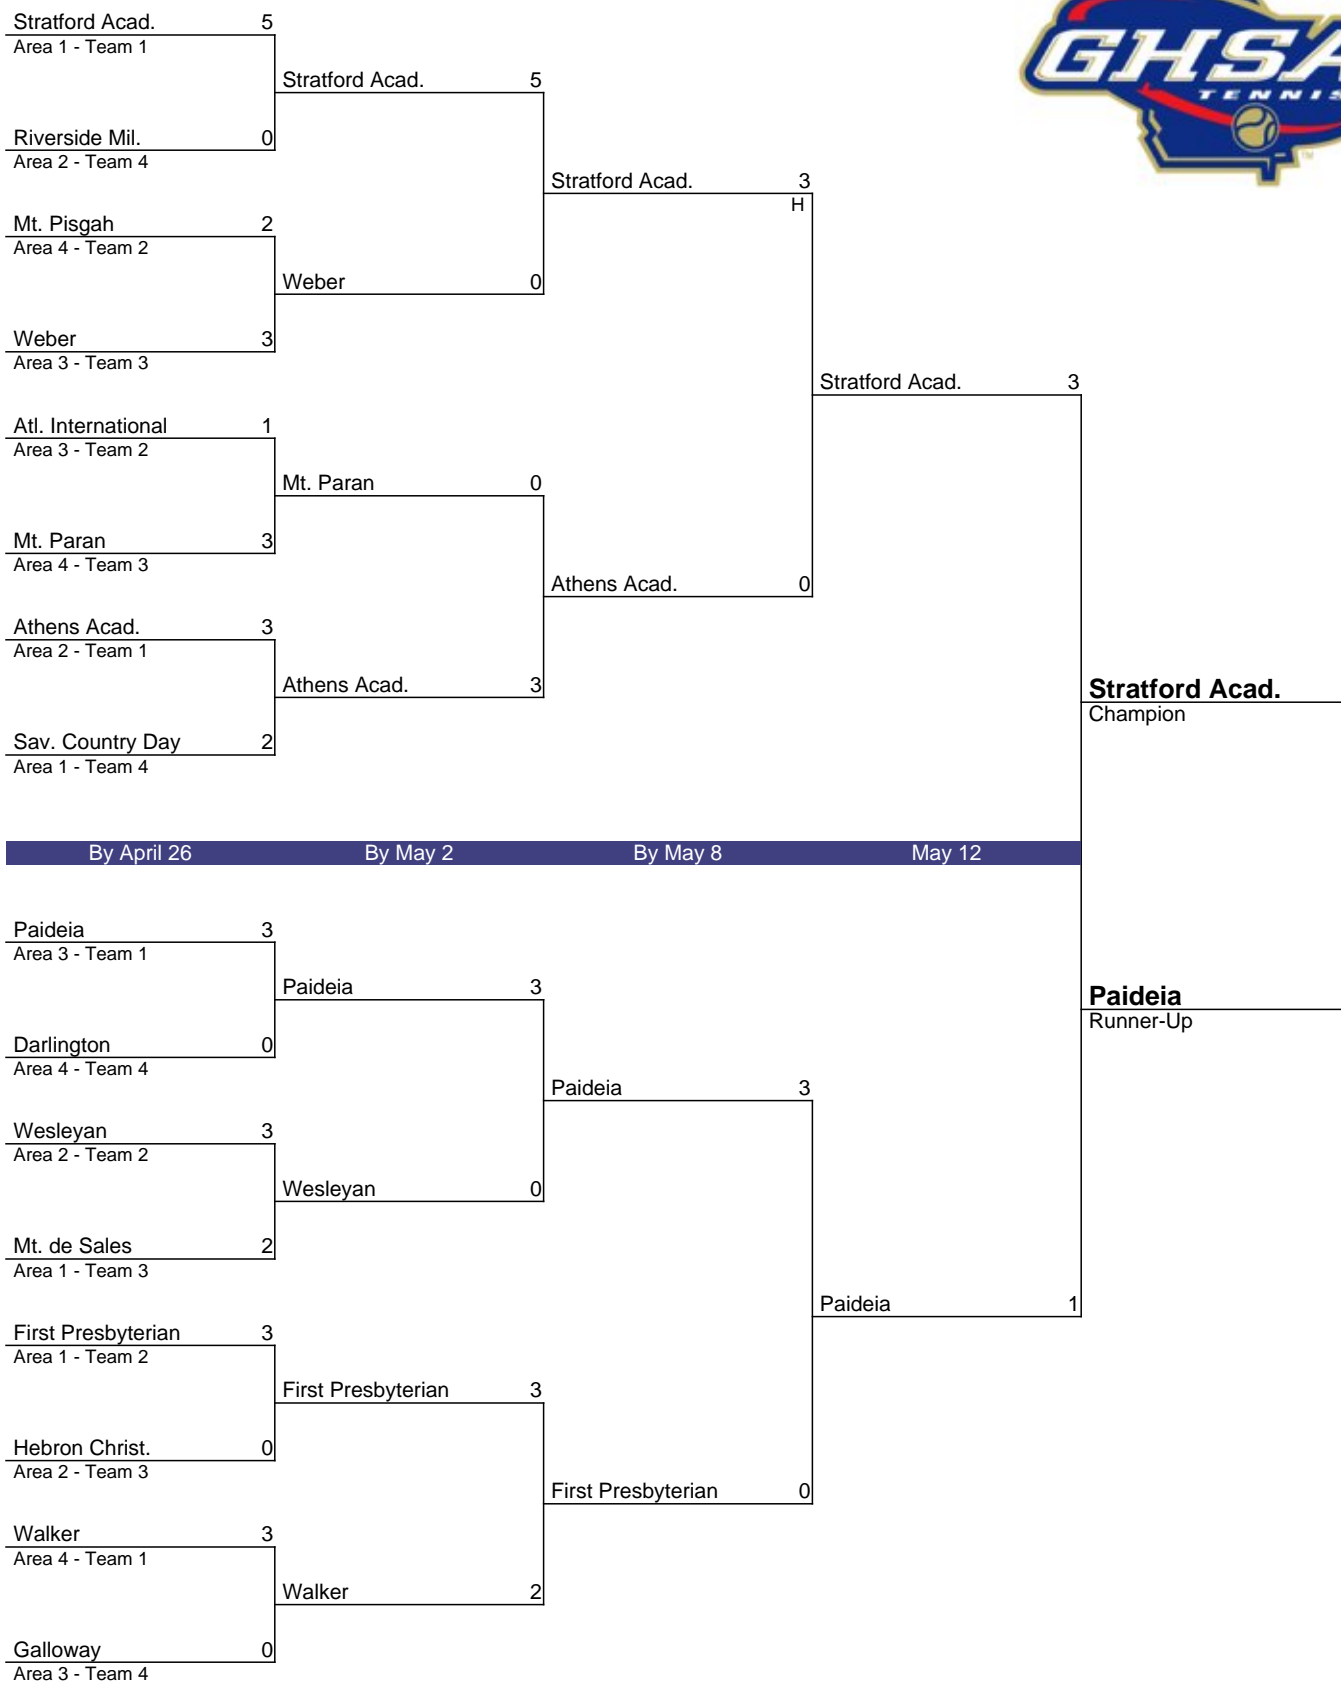 GHSA
TENNIS
Stratford Acad. 5
Area 1 - Team 1
Stratford Acad. 5
Riverside Mil. 0
Area 2 - Team 4
Stratford Acad. 3
H
Mt. Pisgah 2
Area 4 - Team 2
Weber 0
Weber 3
Area 3 - Team 3
Stratford Acad. 3
Atl. International 1
Area 3 - Team 2
Mt. Paran 0
Mt. Paran 3
Area 4 - Team 3
Athens Acad. 0
Athens Acad. 3
Area 2 - Team 1
Athens Acad. 3
Stratford Acad.
Champion
Sav. Country Day 2
Area 1 - Team 4
By April 26 By May 2 By May 8 May 12
Paideia 3
Area 3 - Team 1
Paideia 3
Paideia
Runner-Up
Darlington 0
Area 4 - Team 4
Paideia 3
Wesleyan 3
Area 2 - Team 2
Wesleyan 0
Mt. de Sales 2
Area 1 - Team 3
Paideia 1
First Presbyterian 3
Area 1 - Team 2
First Presbyterian 3
Hebron Christ. 0
Area 2 - Team 3
First Presbyterian 0
Walker 3
Area 4 - Team 1
Walker 2
Galloway 0
Area 3 - Team 4